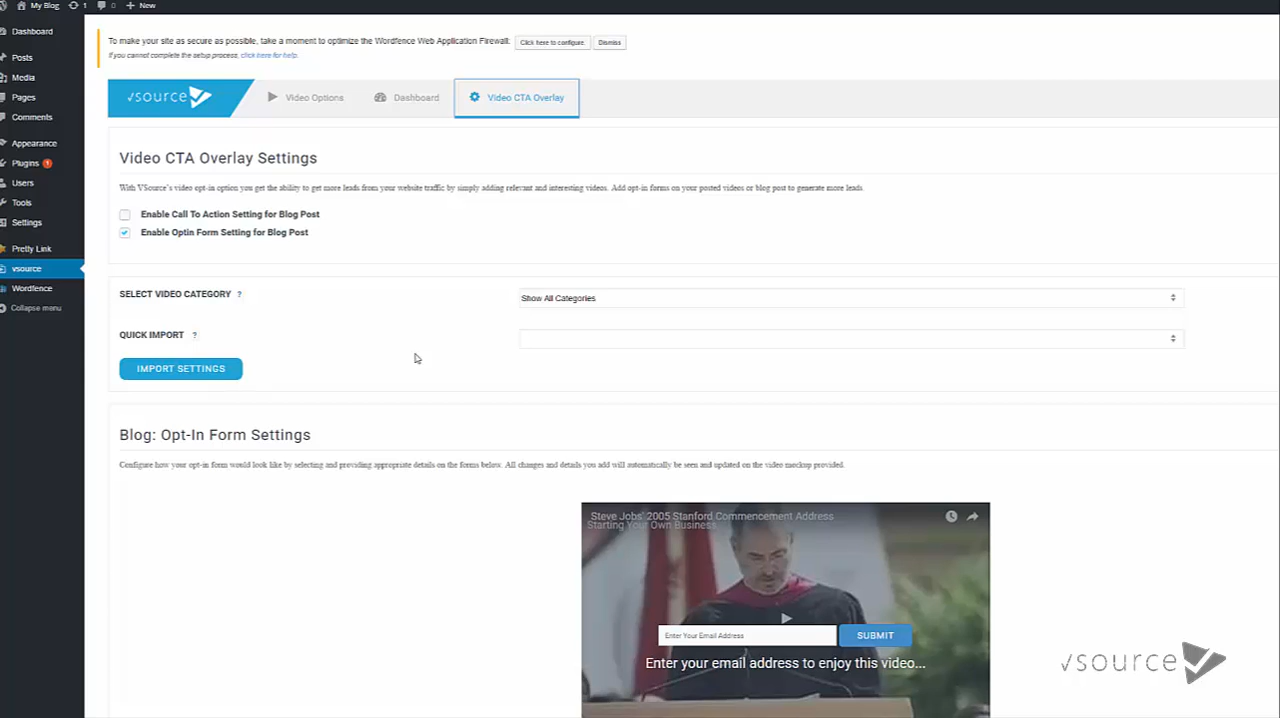 My Blog 1 0 + New
Dashboard
Posts
Media
Pages
Comments
Appearance
Plugins 1
Users
Tools
Settings
Pretty Link
vsource
Wordfence
Collapse menu
To make your site as secure as possible, take a moment to optimize the Wordfence Web Application Firewall: Click here to configure. Dismiss
If you cannot complete the setup process, click here for help.
vsource Video Options Dashboard Video CTA Overlay
Video CTA Overlay Settings
With VSource's video opt-in option you get the ability to get more leads from your website traffic by simply adding relevant and interesting videos. Add opt-in forms on your posted videos or blog post to generate more leads.
Enable Call To Action Setting for Blog Post
Enable Optin Form Setting for Blog Post
SELECT VIDEO CATEGORY ? Show All Categories
QUICK IMPORT ?
IMPORT SETTINGS
Blog: Opt-In Form Settings
Configure how your opt-in form would look like by selecting and providing appropriate details on the forms below. All changes and details you add will automatically be seen and updated on the video mockup provided.
Steve Jobs' 2005 Stanford Commencement Address
Starting Your Own Business
Enter Your Email Address SUBMIT
Enter your email address to enjoy this video...
vsource